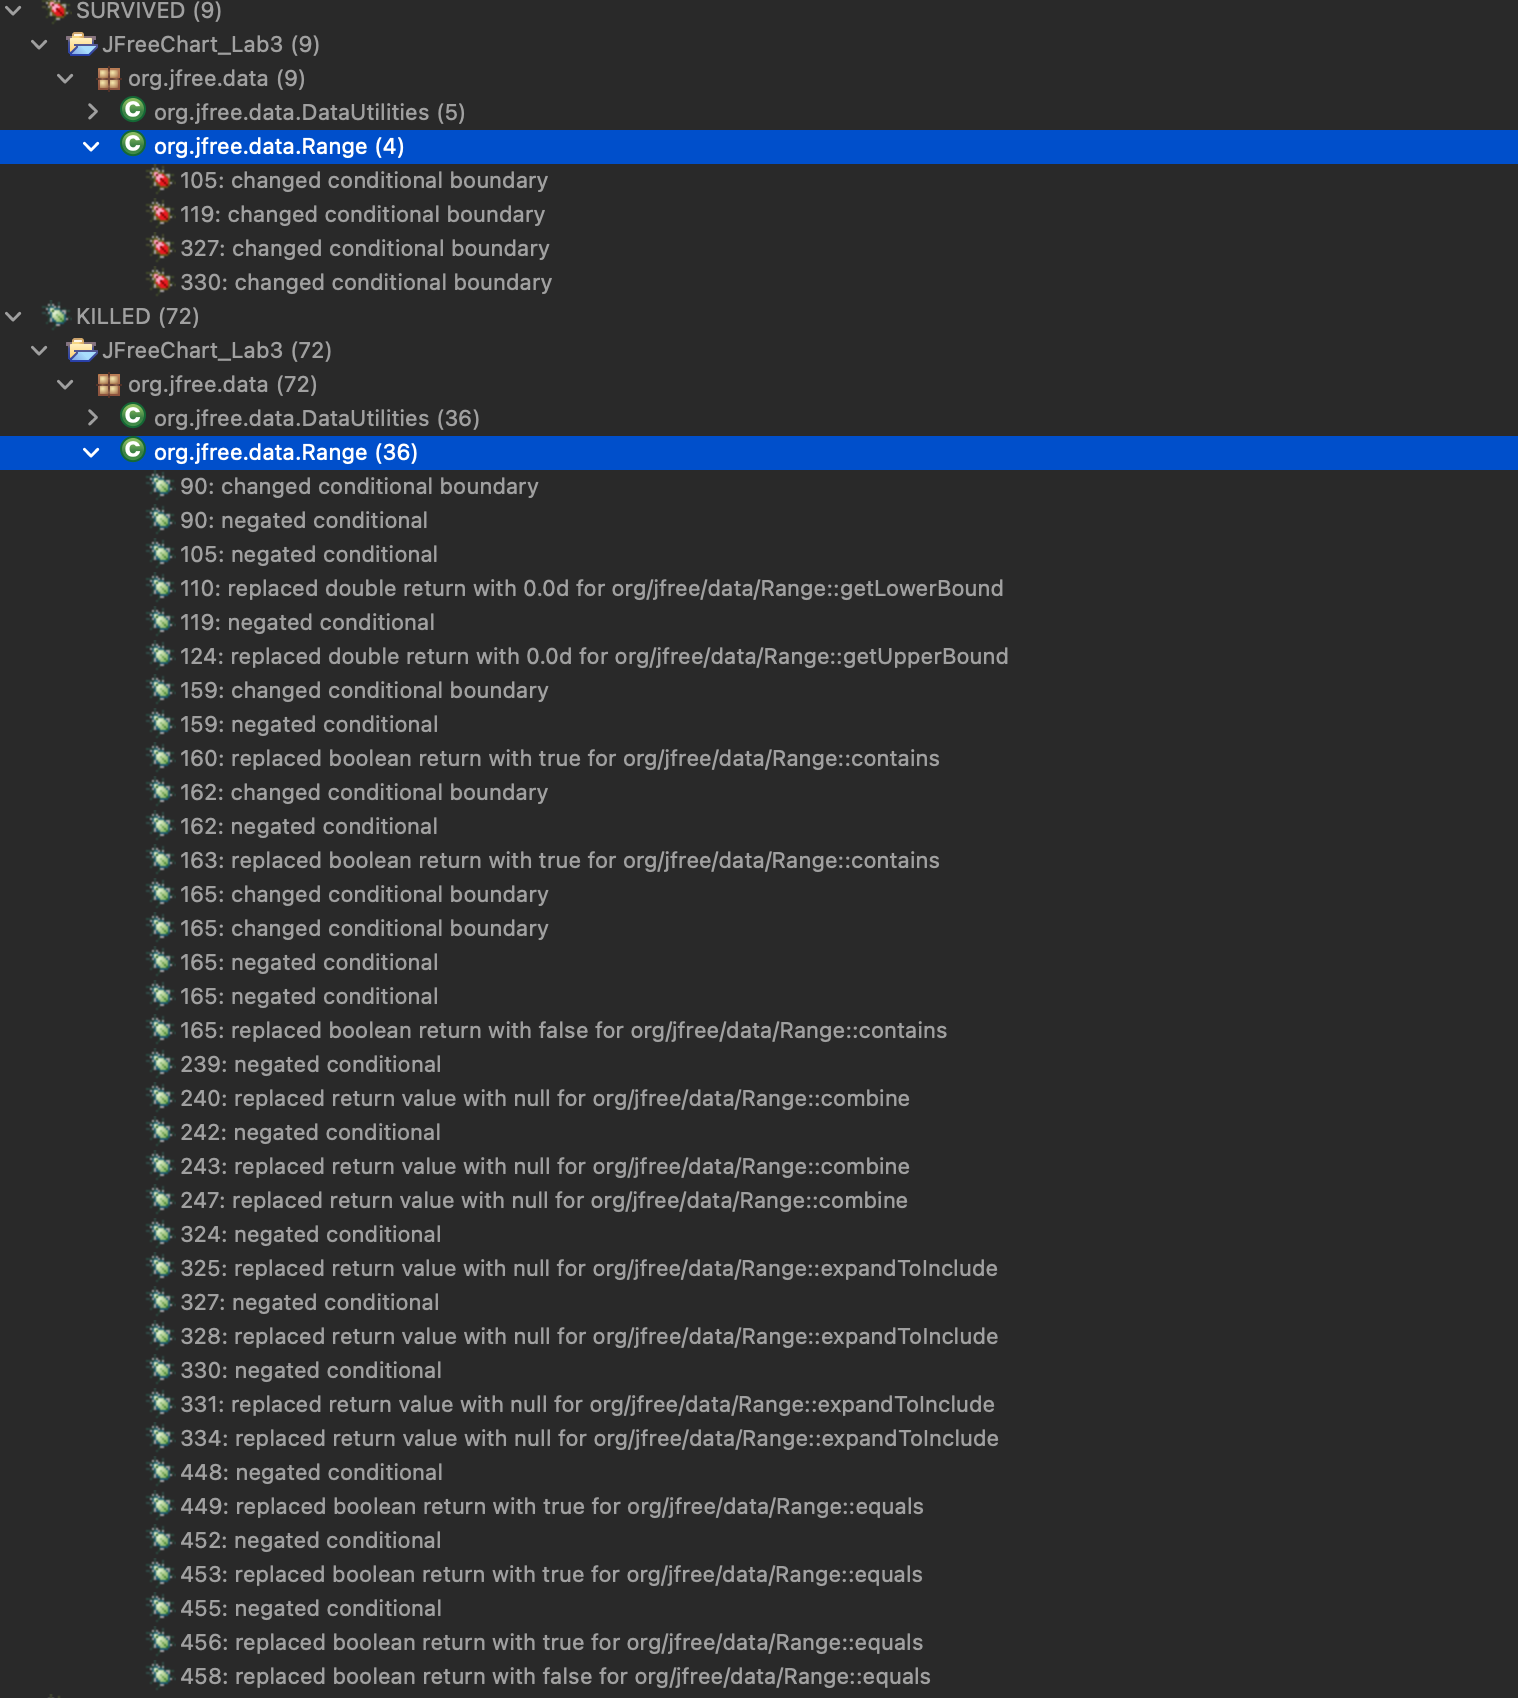 SURVIVED (9)
JFreeChart_Lab3 (9)
org.jfree.data (9)
C org.jfree.data.DataUtilities (5)
C org.jfree.data.Range (4)
105: changed conditional boundary
119: changed conditional boundary
327: changed conditional boundary
330: changed conditional boundary
KILLED (72)
JFreeChart_Lab3 (72)
org.jfree.data (72)
C org.jfree.data.DataUtilities (36)
C org.jfree.data.Range (36)
90: changed conditional boundary
90: negated conditional
105: negated conditional
110: replaced double return with 0.0d for org/jfree/data/Range::getLowerBound
119: negated conditional
124: replaced double return with 0.0d for org/jfree/data/Range::getUpperBound
159: changed conditional boundary
159: negated conditional
160: replaced boolean return with true for org/jfree/data/Range::contains
162: changed conditional boundary
162: negated conditional
163: replaced boolean return with true for org/jfree/data/Range::contains
165: changed conditional boundary
165: changed conditional boundary
165: negated conditional
165: negated conditional
165: replaced boolean return with false for org/jfree/data/Range::contains
239: negated conditional
240: replaced return value with null for org/jfree/data/Range::combine
242: negated conditional
243: replaced return value with null for org/jfree/data/Range::combine
247: replaced return value with null for org/jfree/data/Range::combine
324: negated conditional
325: replaced return value with null for org/jfree/data/Range::expandToInclude
327: negated conditional
328: replaced return value with null for org/jfree/data/Range::expandToInclude
330: negated conditional
331: replaced return value with null for org/jfree/data/Range::expandToInclude
334: replaced return value with null for org/jfree/data/Range::expandToInclude
448: negated conditional
449: replaced boolean return with true for org/jfree/data/Range::equals
452: negated conditional
453: replaced boolean return with true for org/jfree/data/Range::equals
455: negated conditional
456: replaced boolean return with true for org/jfree/data/Range::equals
458: replaced boolean return with false for org/jfree/data/Range::equals